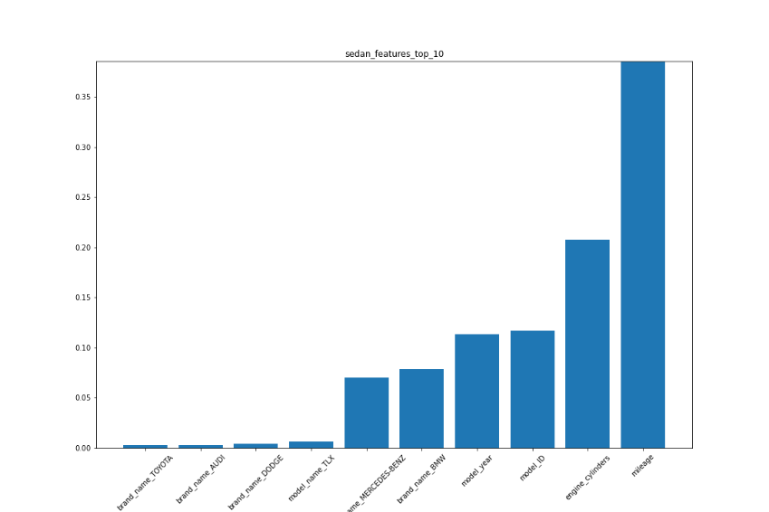 sedan_features_top_10
0.35
0.30
0.25
0.20
0.15
0.10
0.05
0.00
brand_name_TOYOTA
brand_name_AUDI
brand_name_DODGE
model_name_TLX
ame_MERCEDES-BENZ
brand_name_BMW
model_year
model_ID
engine_cylinders
mileage